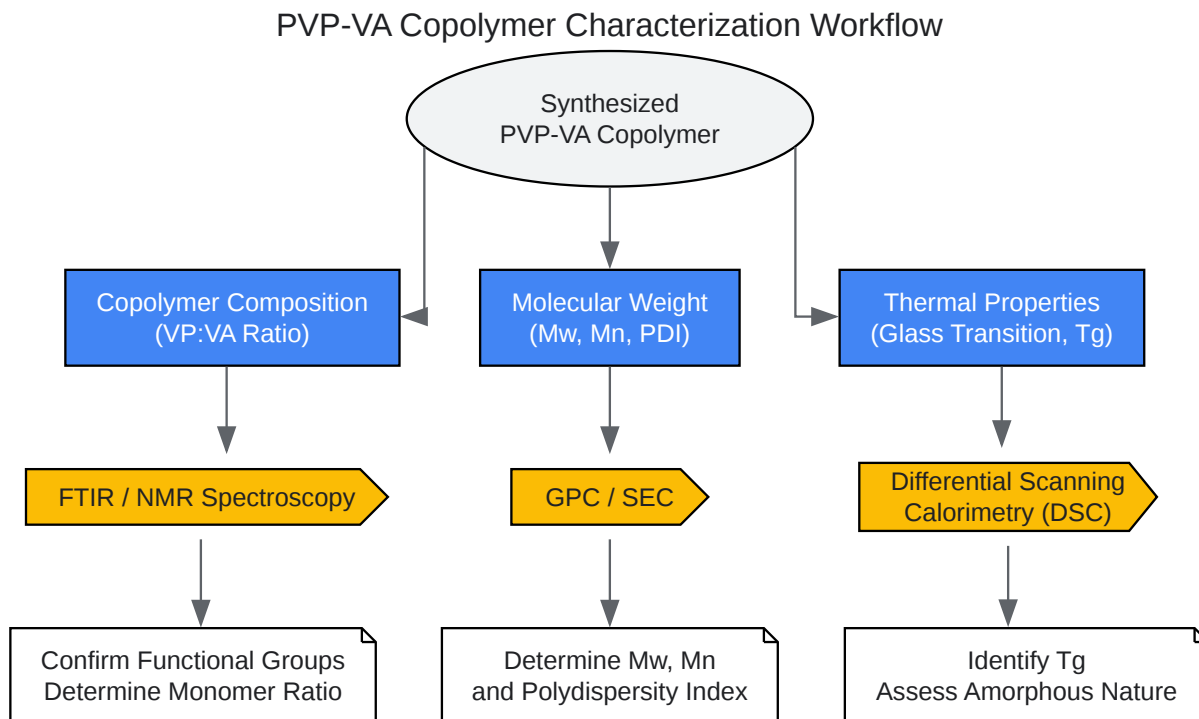 PVP-VA Copolymer Characterization Workflow
Synthesized
PVP-VA Copolymer
Copolymer Composition
(VP:VA Ratio)
Molecular Weight
(Mw, Mn, PDI)
Thermal Properties
(Glass Transition, Tg)
FTIR / NMR Spectroscopy
GPC / SEC
Differential Scanning
Calorimetry (DSC)
Confirm Functional Groups
Determine Monomer Ratio
Determine Mw, Mn
and Polydispersity Index
Identify Tg
Assess Amorphous Nature